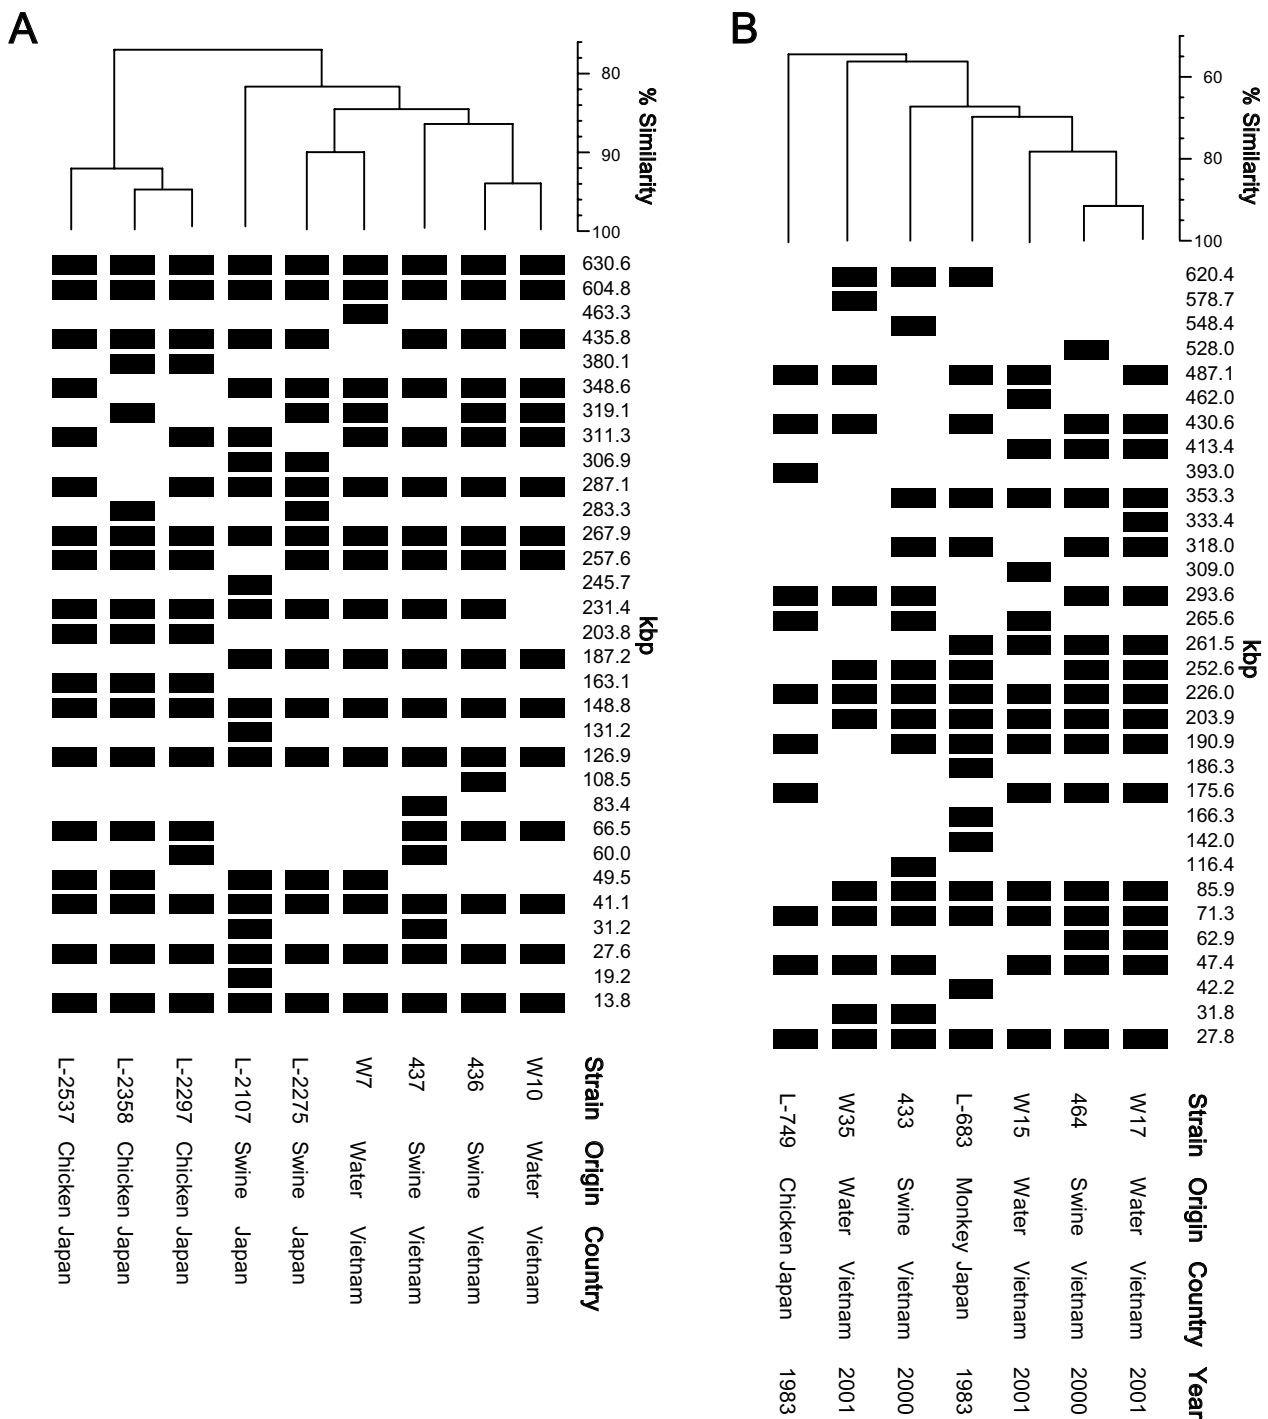 A
80
90
100
% Similarity
630.6
604.8
463.3
435.8
380.1
348.6
319.1
311.3
306.9
287.1
283.3
267.9
257.6
245.7
231.4
203.8
187.2
163.1
148.8
131.2
126.9
108.5
83.4
66.5
60.0
49.5
41.1
31.2
27.6
19.2
13.8
kbp
Strain Origin Country
W10 Water Vietnam
436 Swine Vietnam
437 Swine Vietnam
W7 Water Vietnam
L-2275 Swine Japan
L-2107 Swine Japan
L-2297 Chicken Japan
L-2358 Chicken Japan
L-2537 Chicken Japan
B
60
80
100
% Similarity
620.4
578.7
548.4
528.0
487.1
462.0
430.6
413.4
393.0
353.3
333.4
318.0
309.0
293.6
265.6
261.5
252.6
226.0
203.9
190.9
186.3
175.6
166.3
142.0
116.4
85.9
71.3
62.9
47.4
42.2
31.8
27.8
kbp
Strain Origin Country Year
W17 Water Vietnam 2001
464 Swine Vietnam 2000
W15 Water Vietnam 2001
L-683 Monkey Japan 1983
433 Swine Vietnam 2000
W35 Water Vietnam 2001
L-749 Chicken Japan 1983